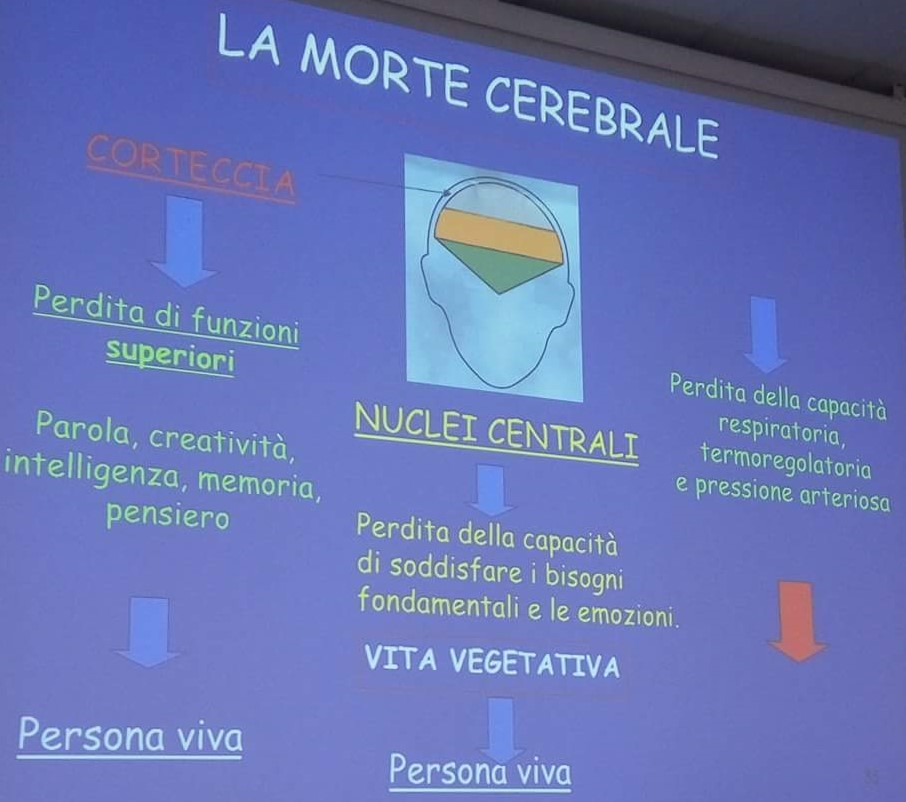 LA MORTE CEREBRALE
CORTECCIA
Perdita di funzioni
superiori
Parola, creatività,
intelligenza, memoria,
pensiero
Persona viva
NUCLEI CENTRALI
Perdita della capacità
di soddisfare i bisogni
fondamentali e le emozioni.
VITA VEGETATIVA
Persona viva
Perdita della capacità
respiratoria,
termoregolatoria
e pressione arteriosa